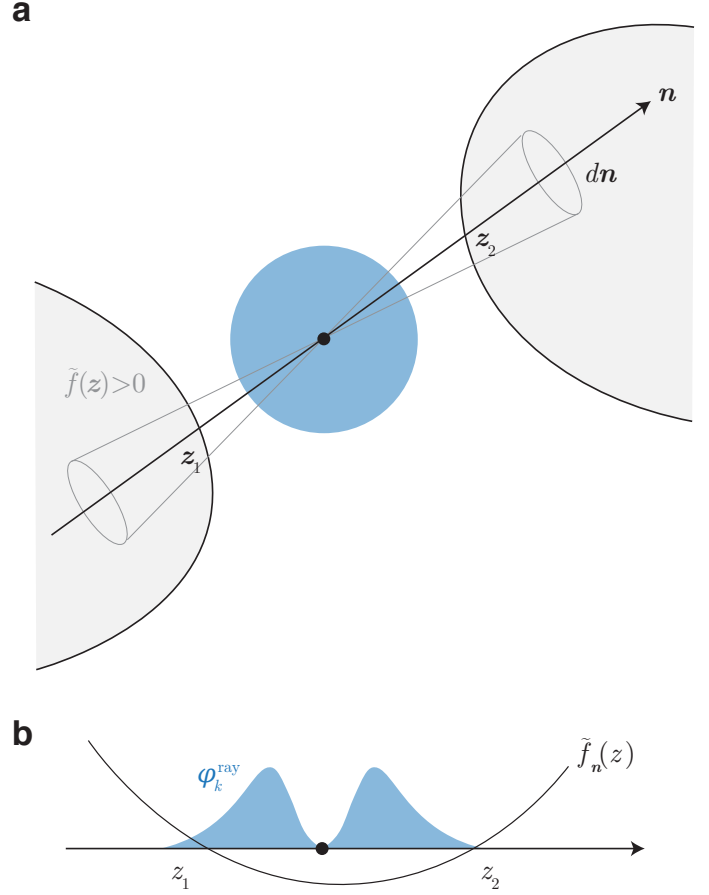 a
n
dn
z₂
f̃(z)>0
z₁
b
φₖʳᵃʸ
f̃ₙ(z)
z₁
z₂